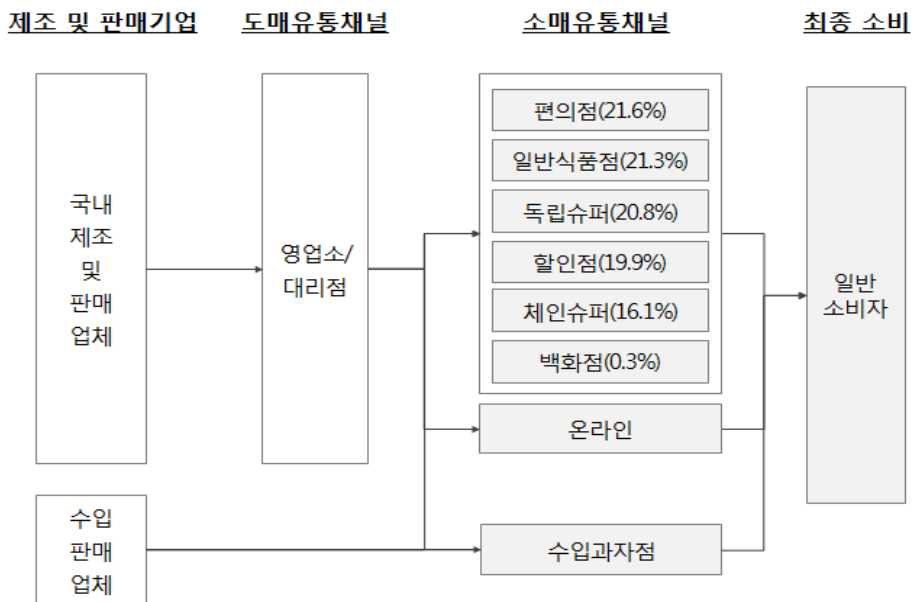 제조 및 판매기업
도매유통채널
소매유통채널
최종 소비
국내
제조
및
판매
업체
영업소/
대리점
편의점(21.6%)
일반식품점(21.3%)
독립슈퍼(20.8%)
할인점(19.9%)
체인슈퍼(16.1%)
백화점(0.3%)
온라인
일반
소비자
수입
판매
업체
수입과자점